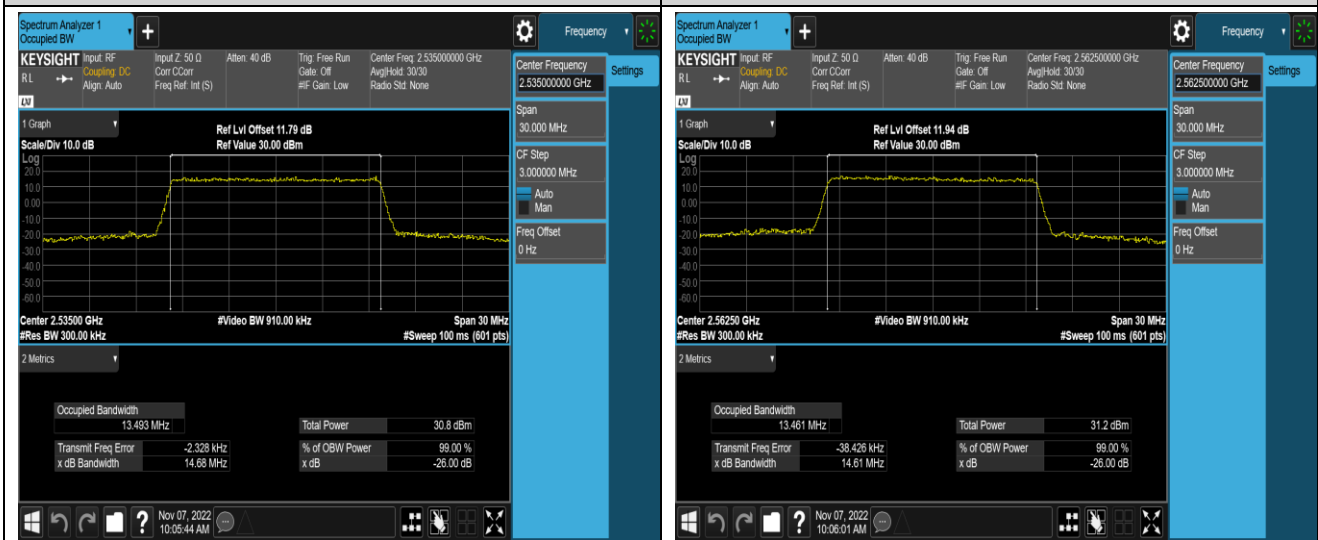 Spectrum Analyzer 1
Occupied BW
Frequency
KEYSIGHT Input: RF
RL
Coupling: DC
Align: Auto
Input Z: 50 Ω
Corr CCorr
Freq Ref: Int (S)
Atten: 40 dB
Trig: Free Run
Gate: Off
#IF Gain: Low
Center Freq: 2.535000000 GHz
Avg|Hold: 30/30
Radio Std: None
LXI
Center Frequency
2.535000000 GHz
Settings
Span
30.000 MHz
CF Step
3.000000 MHz
Auto
Man
Freq Offset
0 Hz
1 Graph
Ref Lvl Offset 11.79 dB
Scale/Div 10.0 dB
Ref Value 30.00 dBm
Log
20.0
10.0
0.00
-10.0
-20.0
-30.0
-40.0
-50.0
-60.0
Center 2.53500 GHz
#Video BW 910.00 kHz
Span 30 MHz
#Res BW 300.00 kHz
#Sweep 100 ms (601 pts)
2 Metrics
Occupied Bandwidth
13.493 MHz
Total Power 30.8 dBm
Transmit Freq Error -2.328 kHz
% of OBW Power 99.00 %
x dB Bandwidth 14.68 MHz
x dB -26.00 dB
?
Nov 07, 2022
10:05:44 AM
Spectrum Analyzer 1
Occupied BW
Frequency
KEYSIGHT Input: RF
RL
Coupling: DC
Align: Auto
Input Z: 50 Ω
Corr CCorr
Freq Ref: Int (S)
Atten: 40 dB
Trig: Free Run
Gate: Off
#IF Gain: Low
Center Freq: 2.562500000 GHz
Avg|Hold: 30/30
Radio Std: None
LXI
Center Frequency
2.562500000 GHz
Settings
Span
30.000 MHz
CF Step
3.000000 MHz
Auto
Man
Freq Offset
0 Hz
1 Graph
Ref Lvl Offset 11.94 dB
Scale/Div 10.0 dB
Ref Value 30.00 dBm
Log
20.0
10.0
0.00
-10.0
-20.0
-30.0
-40.0
-50.0
-60.0
Center 2.56250 GHz
#Video BW 910.00 kHz
Span 30 MHz
#Res BW 300.00 kHz
#Sweep 100 ms (601 pts)
2 Metrics
Occupied Bandwidth
13.461 MHz
Total Power 31.2 dBm
Transmit Freq Error -38.426 kHz
% of OBW Power 99.00 %
x dB Bandwidth 14.61 MHz
x dB -26.00 dB
?
Nov 07, 2022
10:06:01 AM